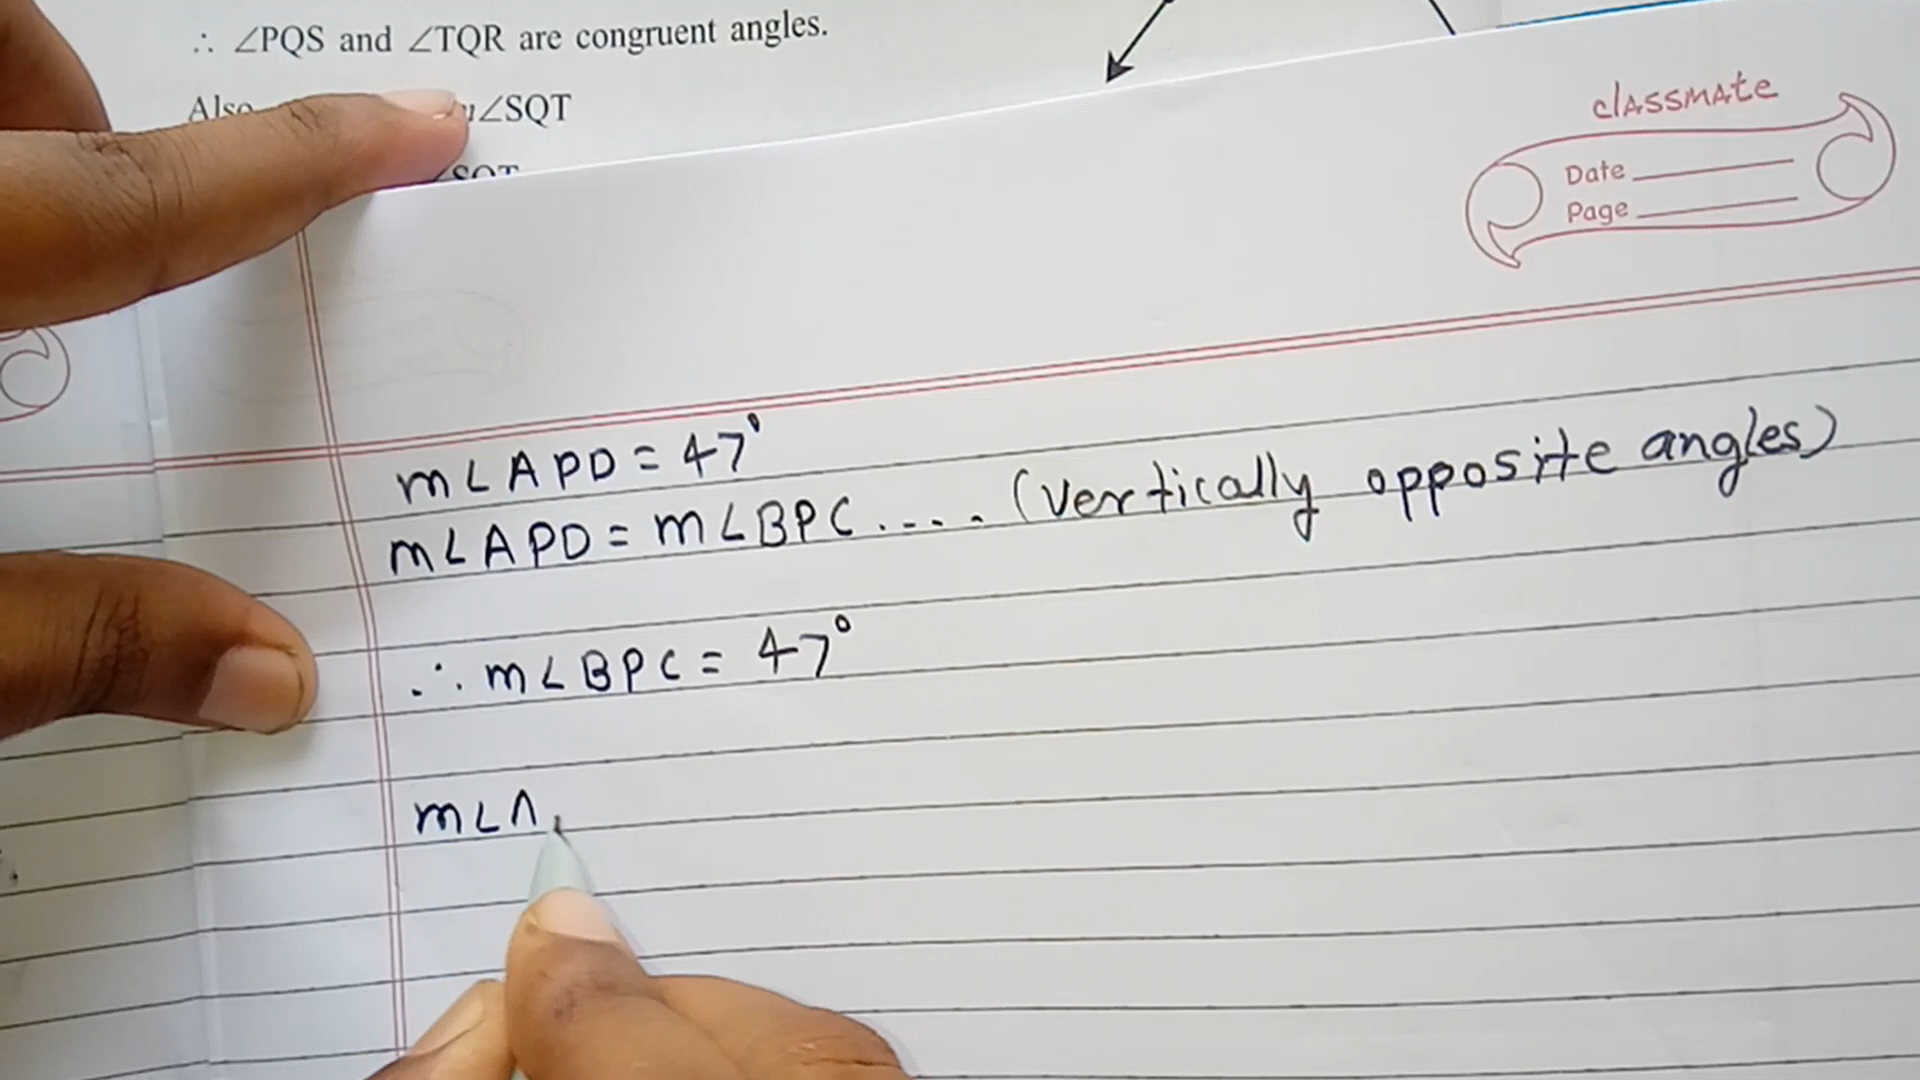 ∴ ∠PQS and ∠TQR are congruent angles.
Also ∠SQT
classmate
Date
Page
m∠APD = 47°
m∠APD = m∠BPC .... (vertically opposite angles)
∴ m∠BPC = 47°
m∠A